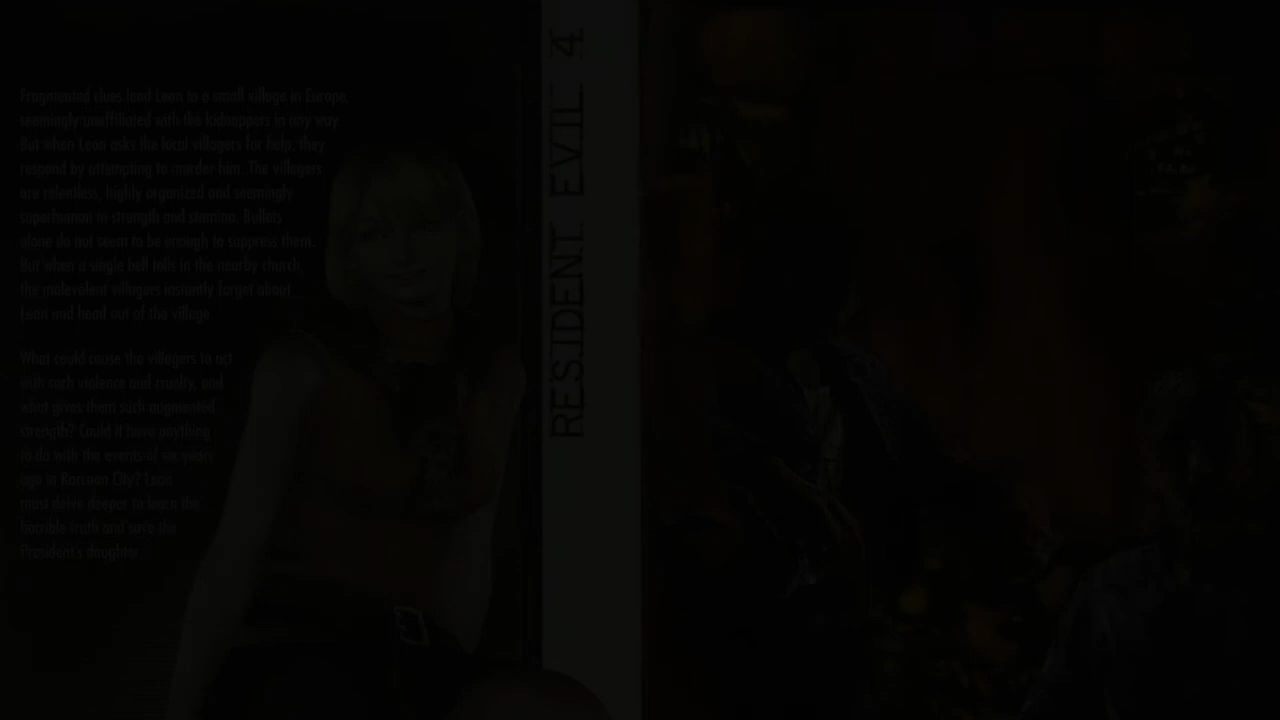 Fragmented clues lead Leon to a small village in Europe,
seemingly unaffiliated with the kidnappers in any way.
But when Leon asks the local villagers for help, they
respond by attempting to murder him. The villagers
are relentless, highly organized and seemingly
superhuman in strength and stamina. Bullets
alone do not seem to be enough to suppress them.
But when a single bell tolls in the nearby church,
the malevolent villagers instantly forget about
Leon and head out of the village.
What could cause the villagers to act
with such violence and cruelty, and
what gives them such augmented
strength? Could it have anything
to do with the events of six years
ago in Racoon City? Leon
must delve deeper to learn the
horrible truth and save the
President's daughter.
RESIDENT EVIL 4